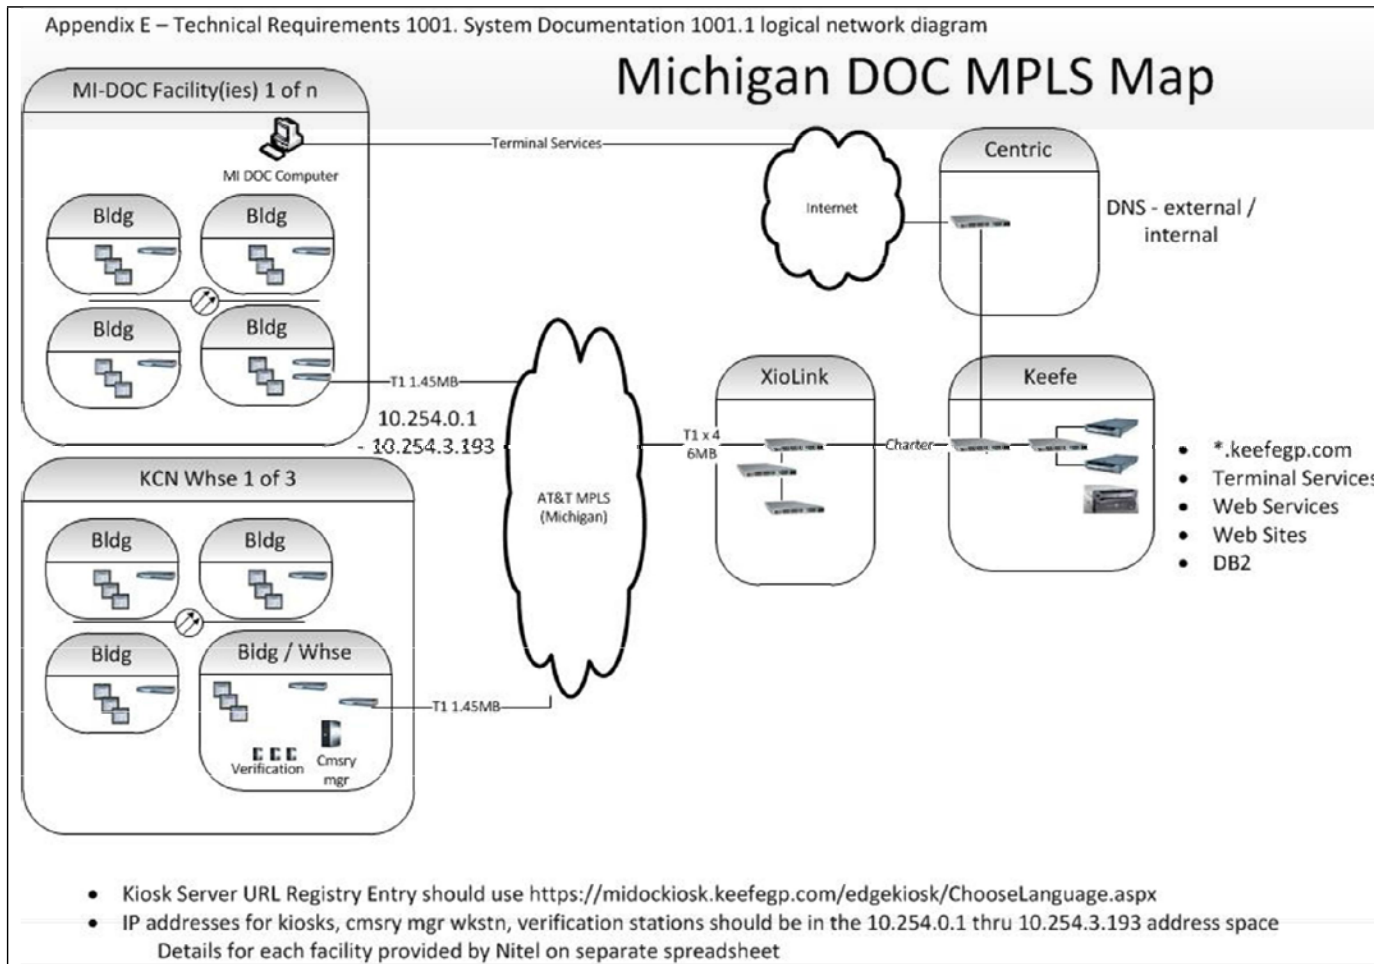 Appendix E – Technical Requirements 1001. System Documentation 1001.1 logical network diagram
Michigan DOC MPLS Map
MI-DOC Facility(ies) 1 of n
MI DOC Computer
Terminal Services
Internet
Centric
DNS - external /
internal
Bldg
Bldg
Bldg
Bldg
T1 1.45MB
10.254.0.1
- 10.254.3.193
AT&T MPLS
(Michigan)
T1 x 4
6MB
XioLink
Charter
Keefe
• *.keefegp.com
• Terminal Services
• Web Services
• Web Sites
• DB2
KCN Whse 1 of 3
Bldg
Bldg
Bldg
Bldg / Whse
Verification
Cmsry
mgr
T1 1.45MB
• Kiosk Server URL Registry Entry should use https://midockiosk.keefegp.com/edgekiosk/ChooseLanguage.aspx
• IP addresses for kiosks, cmsry mgr wkstn, verification stations should be in the 10.254.0.1 thru 10.254.3.193 address space
Details for each facility provided by Nitel on separate spreadsheet